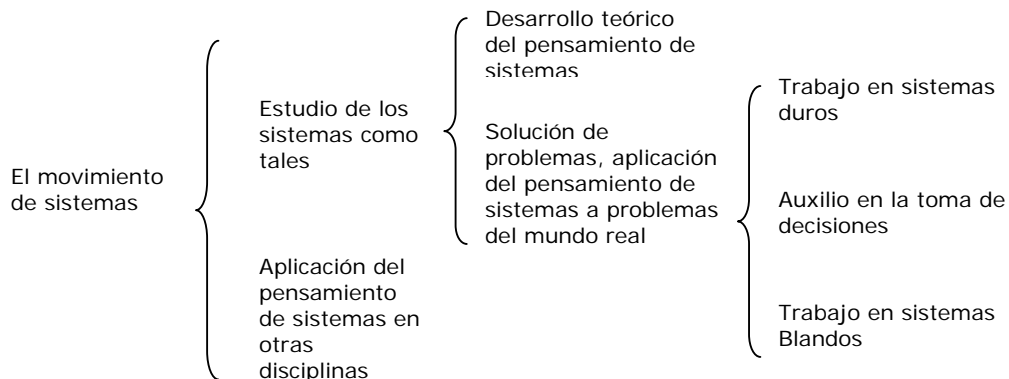 El movimiento
de sistemas
Estudio de los
sistemas como
tales
Aplicación del
pensamiento
de sistemas en
otras
disciplinas
Desarrollo teórico
del pensamiento de
sistemas
Solución de
problemas, aplicación
del pensamiento de
sistemas a problemas
del mundo real
Trabajo en sistemas
duros
Auxilio en la toma de
decisiones
Trabajo en sistemas
Blandos